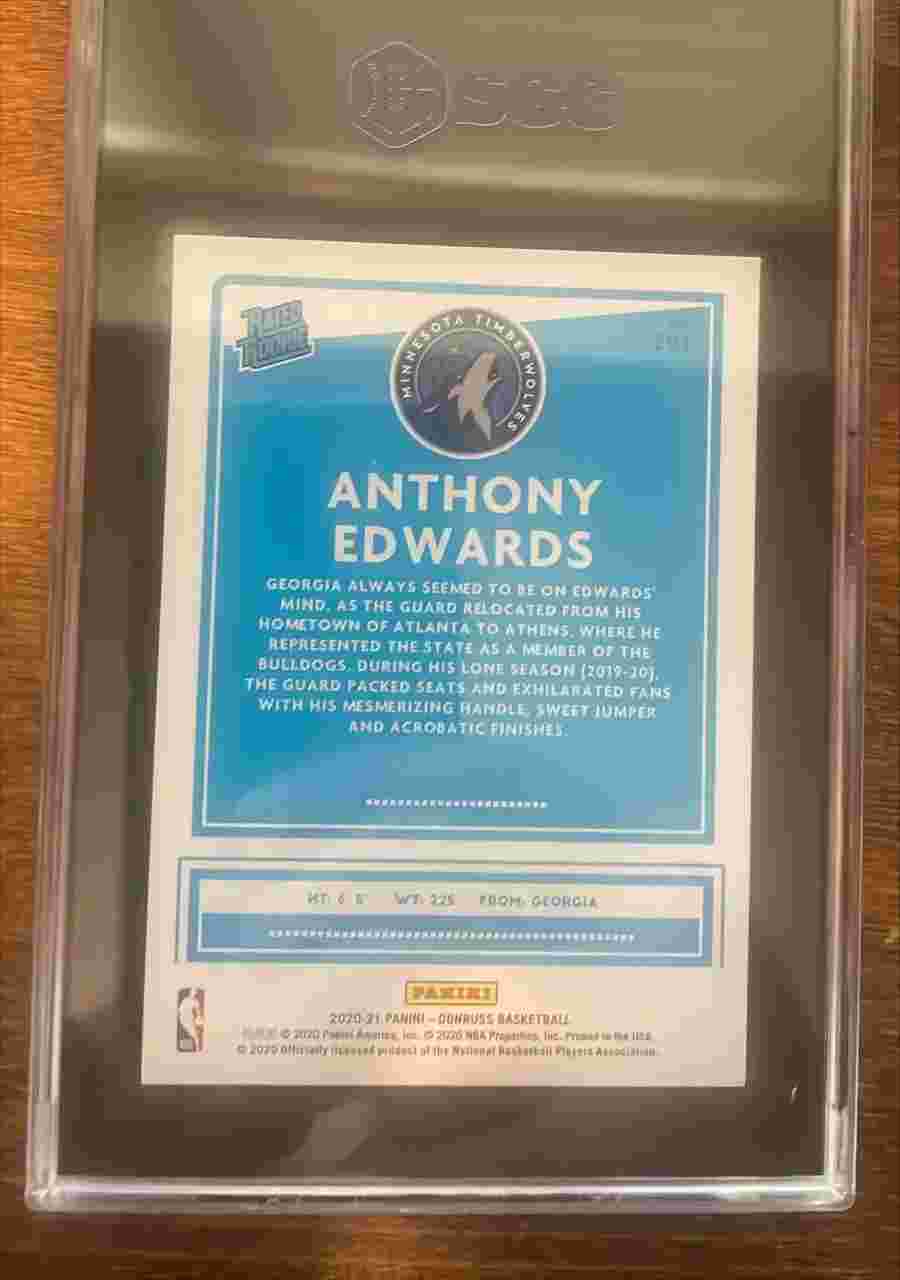 SGC
RATED
ROOKIE
MINNESOTA TIMBERWOLVES
ANTHONY
EDWARDS
GEORGIA ALWAYS SEEMED TO BE ON EDWARDS'
MIND, AS THE GUARD RELOCATED FROM HIS
HOMETOWN OF ATLANTA TO ATHENS, WHERE HE
REPRESENTED THE STATE AS A MEMBER OF THE
BULLDOGS. DURING HIS LONE SEASON (2019-20),
THE GUARD PACKED SEATS AND EXHILARATED FANS
WITH HIS MESMERIZING HANDLE, SWEET JUMPER
AND ACROBATIC FINISHES.
HT: 6' 5" WT: 225 FROM: GEORGIA
PANINI
2020-21 PANINI – DONRUSS BASKETBALL
© 2020 Panini America, Inc. © 2020 NBA Properties, Inc. Printed in the USA.
© 2020 Officially licensed product of the National Basketball Players Association.